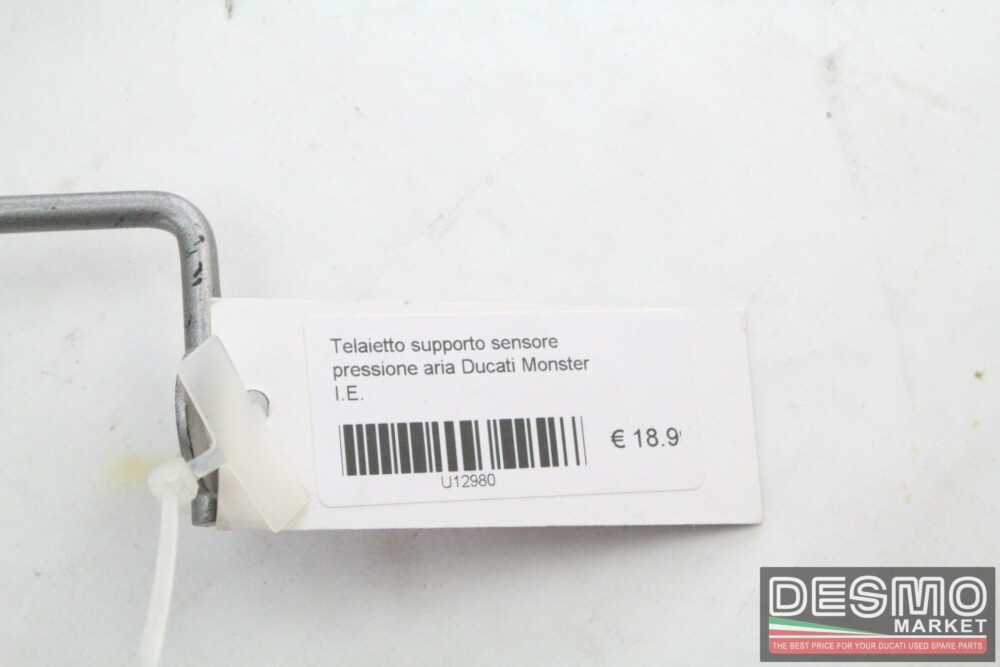 Telaietto supporto sensore
pressione aria Ducati Monster
I.E.
€ 18.9
U12980
DESMO
MARKET
THE BEST PRICE FOR YOUR DUCATI USED SPARE PARTS